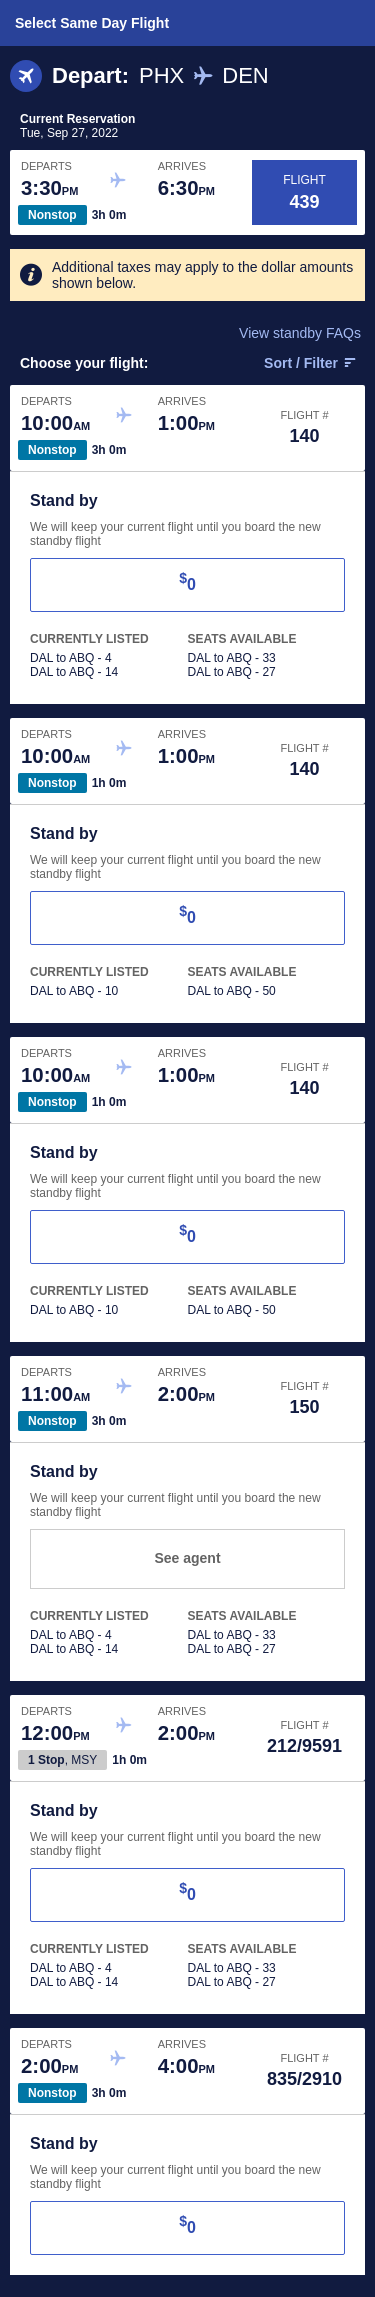 Select Same Day Flight
Depart: PHX DEN
Current Reservation
Tue, Sep 27, 2022
DEPARTS ARRIVES FLIGHT
3:30PM 6:30PM 439
Nonstop 3h 0m
Additional taxes may apply to the dollar amounts
shown below.
View standby FAQs
Choose your flight: Sort / Filter
DEPARTS ARRIVES FLIGHT #
10:00AM 1:00PM 140
Nonstop 3h 0m
Stand by
We will keep your current flight until you board the new
standby flight
$0
CURRENTLY LISTED SEATS AVAILABLE
DAL to ABQ - 4 DAL to ABQ - 33
DAL to ABQ - 14 DAL to ABQ - 27
DEPARTS ARRIVES FLIGHT #
10:00AM 1:00PM 140
Nonstop 1h 0m
Stand by
We will keep your current flight until you board the new
standby flight
$0
CURRENTLY LISTED SEATS AVAILABLE
DAL to ABQ - 10 DAL to ABQ - 50
DEPARTS ARRIVES FLIGHT #
10:00AM 1:00PM 140
Nonstop 1h 0m
Stand by
We will keep your current flight until you board the new
standby flight
$0
CURRENTLY LISTED SEATS AVAILABLE
DAL to ABQ - 10 DAL to ABQ - 50
DEPARTS ARRIVES FLIGHT #
11:00AM 2:00PM 150
Nonstop 3h 0m
Stand by
We will keep your current flight until you board the new
standby flight
See agent
CURRENTLY LISTED SEATS AVAILABLE
DAL to ABQ - 4 DAL to ABQ - 33
DAL to ABQ - 14 DAL to ABQ - 27
DEPARTS ARRIVES FLIGHT #
12:00PM 2:00PM 212/9591
1 Stop, MSY 1h 0m
Stand by
We will keep your current flight until you board the new
standby flight
$0
CURRENTLY LISTED SEATS AVAILABLE
DAL to ABQ - 4 DAL to ABQ - 33
DAL to ABQ - 14 DAL to ABQ - 27
DEPARTS ARRIVES FLIGHT #
2:00PM 4:00PM 835/2910
Nonstop 3h 0m
Stand by
We will keep your current flight until you board the new
standby flight
$0